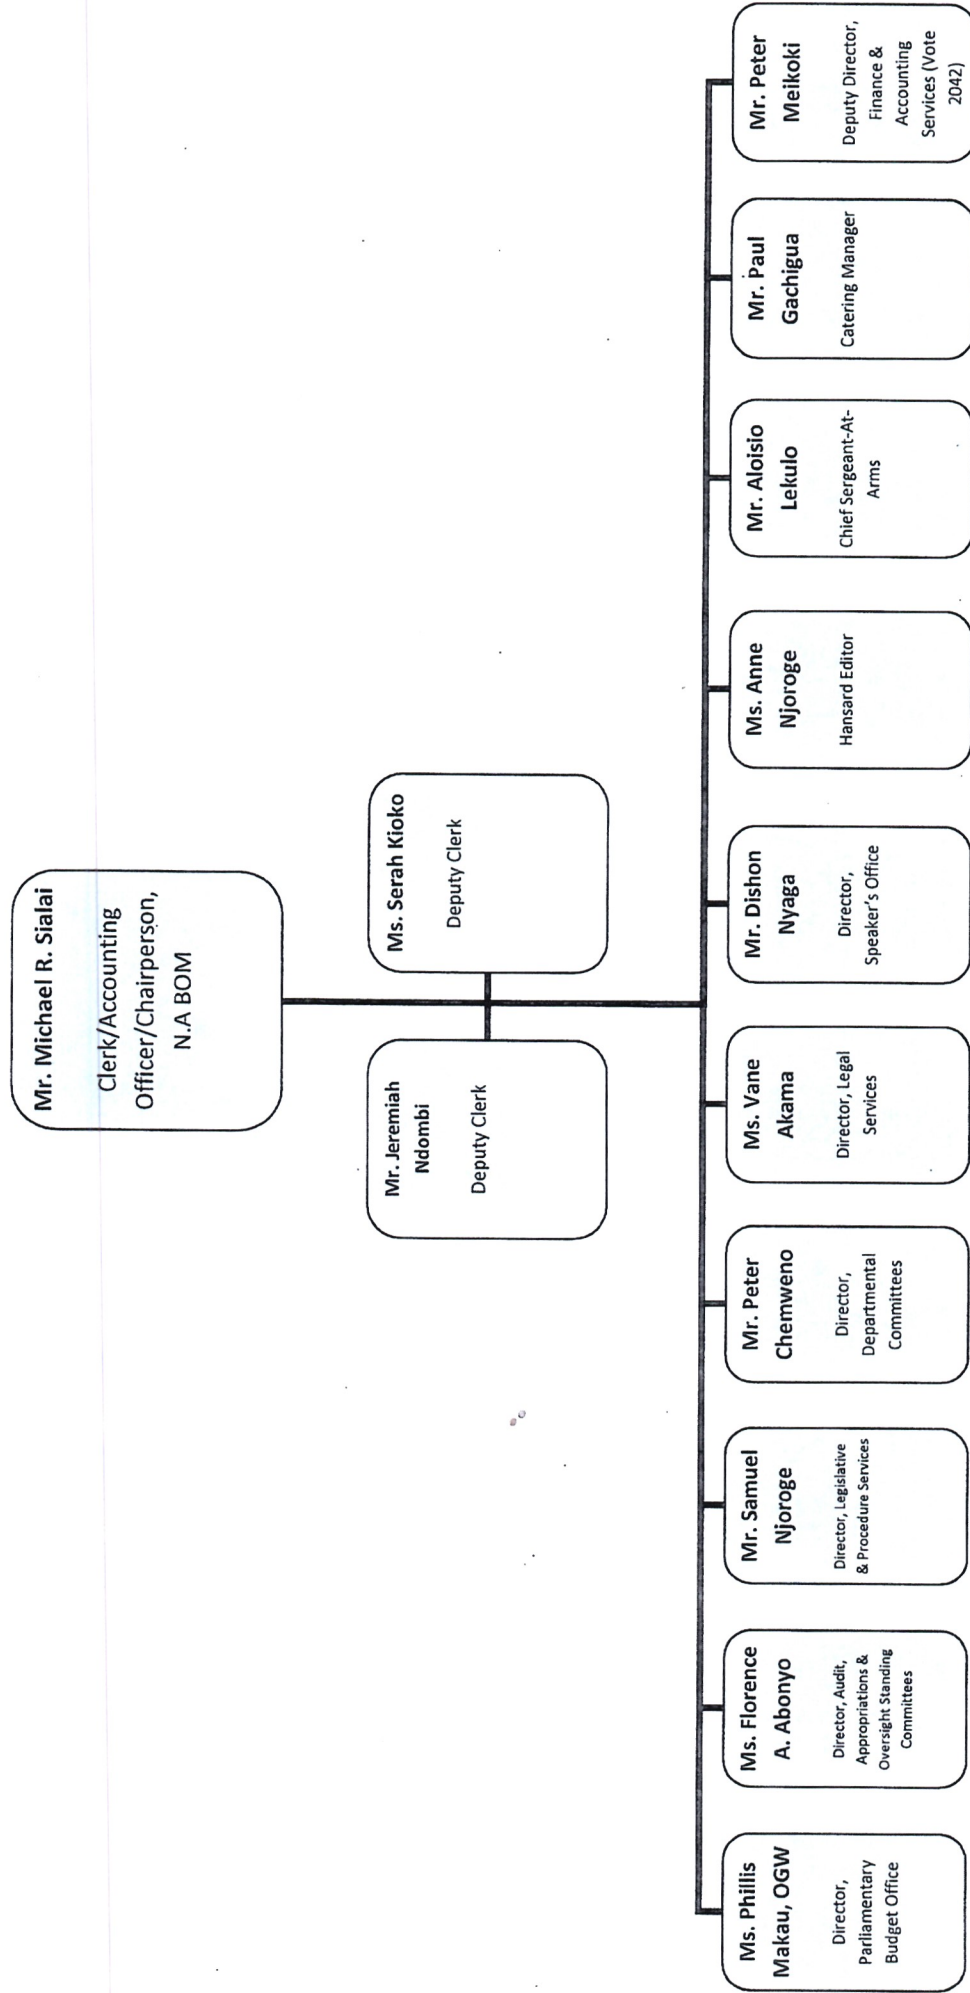 Mr. Michael R. Sialai
Clerk/Accounting
Officer/Chairperson,
N.A BOM
Mr. Jeremiah
Ndombi
Deputy Clerk
Ms. Serah Kioko
Deputy Clerk
Ms. Phillis
Makau, OGW
Director,
Parliamentary
Budget Office
Ms. Florence
A. Abonyo
Director, Audit,
Appropriations &
Oversight Standing
Committees
Mr. Samuel
Njoroge
Director, Legislative
& Procedure Services
Mr. Peter
Chemweno
Director,
Departmental
Committees
Ms. Vane
Akama
Director, Legal
Services
Mr. Dishon
Nyaga
Director,
Speaker's Office
Ms. Anne
Njoroge
Hansard Editor
Mr. Aloisio
Lekulo
Chief Sergeant-At-
Arms
Mr. Paul
Gachigua
Catering Manager
Mr. Peter
Meikoki
Deputy Director,
Finance &
Accounting
Services (Vote
2042)